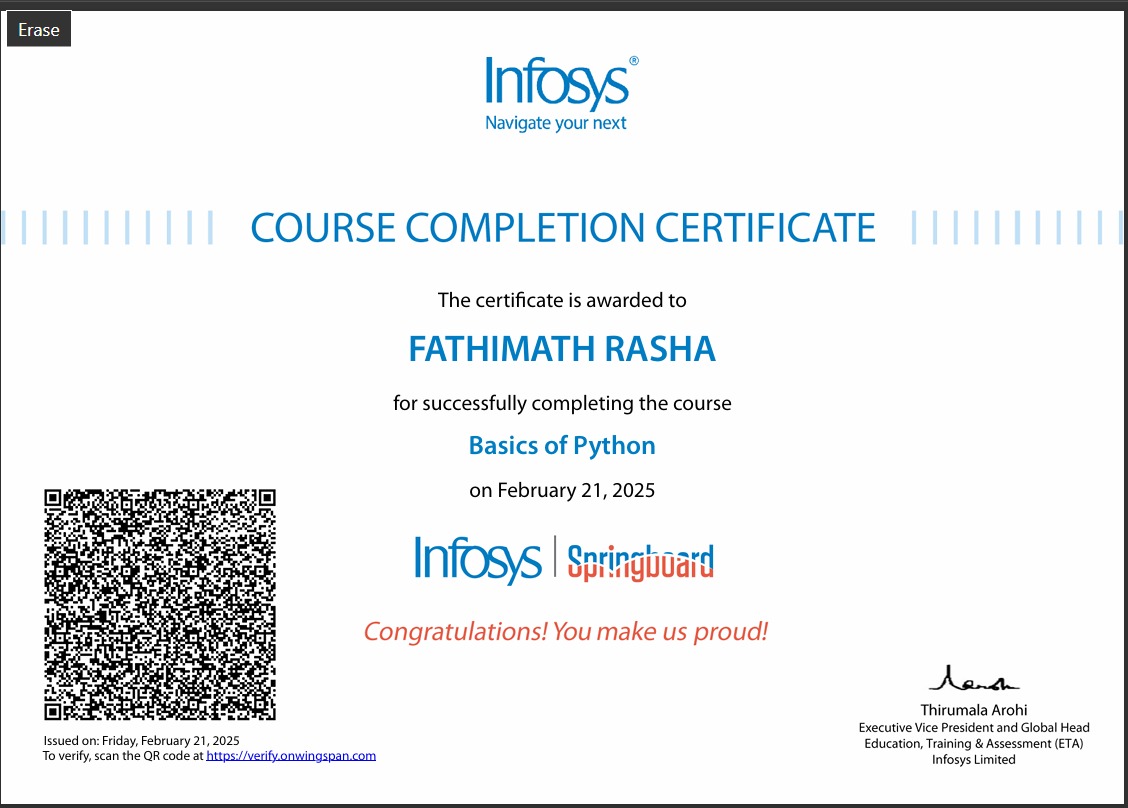 Erase
Infosys®
Navigate your next
COURSE COMPLETION CERTIFICATE
The certificate is awarded to
FATHIMATH RASHA
for successfully completing the course
Basics of Python
on February 21, 2025
Infosys | Springboard
Congratulations! You make us proud!
Issued on: Friday, February 21, 2025
To verify, scan the QR code at https://verify.onwingspan.com
Thirumala Arohi
Executive Vice President and Global Head
Education, Training & Assessment (ETA)
Infosys Limited